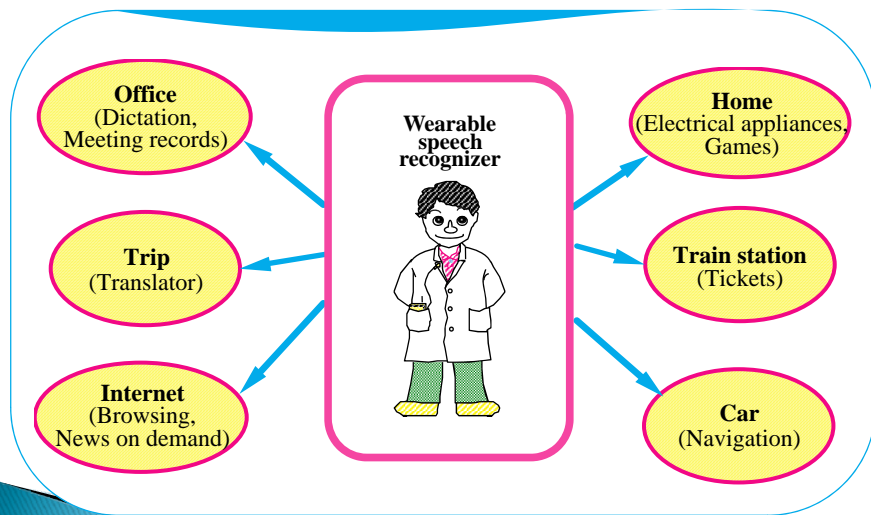 Office
(Dictation,
Meeting records)
Trip
(Translator)
Internet
(Browsing,
News on demand)
Wearable
speech
recognizer
Home
(Electrical appliances,
Games)
Train station
(Tickets)
Car
(Navigation)